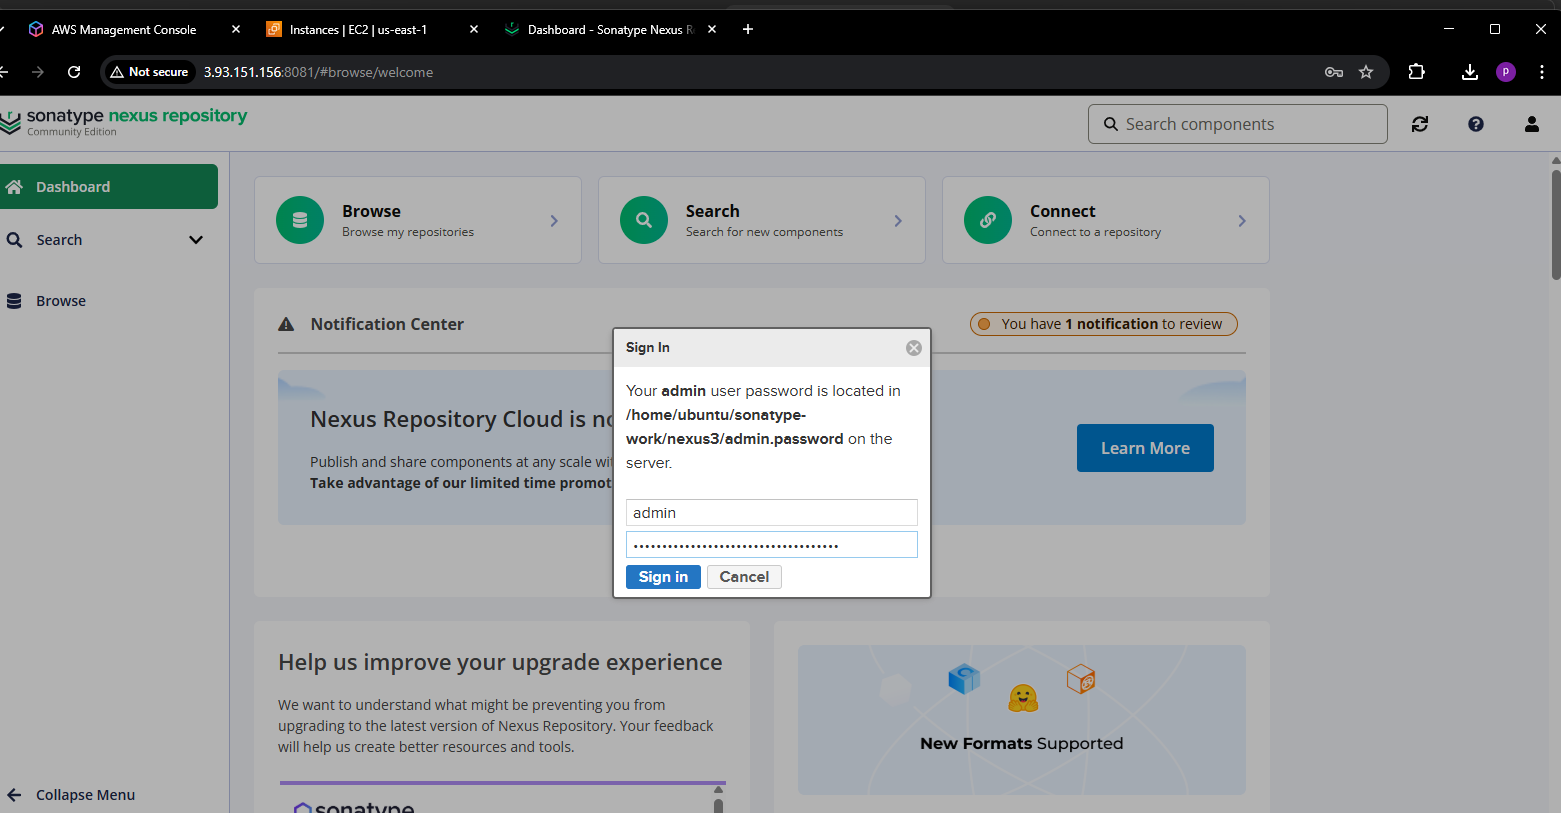 AWS Management Console
Instances | EC2 | us-east-1
Dashboard - Sonatype Nexus R
Not secure
3.93.151.156:8081/#browse/welcome
P
sonatype nexus repository
Community Edition
Search components
Dashboard
Search
Browse
Collapse Menu
Browse
Browse my repositories
Search
Search for new components
Connect
Connect to a repository
Notification Center
You have 1 notification to review
Nexus Repository Cloud is no
Publish and share components at any scale wi
Take advantage of our limited time promot
Learn More
Sign In
Your admin user password is located in
/home/ubuntu/sonatype-
work/nexus3/admin.password on the
server.
admin
••••••••••••••••••••••••••••••••••••
Sign in
Cancel
Help us improve your upgrade experience
We want to understand what might be preventing you from
upgrading to the latest version of Nexus Repository. Your feedback
will help us create better resources and tools.
sonatype
New Formats Supported